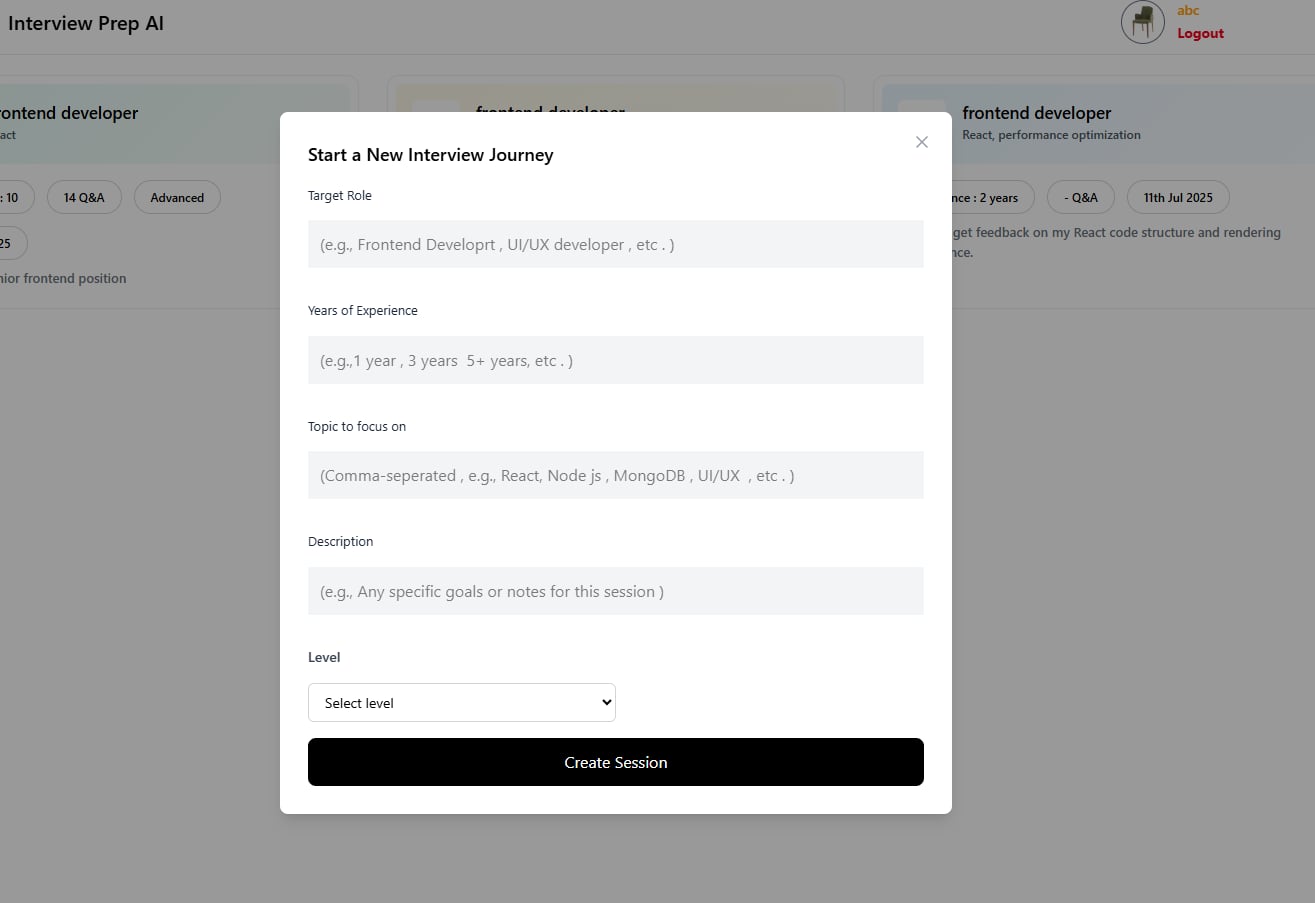 Interview Prep AI
abc
Logout
rontend developer
act
: 10
14 Q&A
Advanced
25
nior frontend position
frontend developer
frontend developer
React, performance optimization
nce : 2 years
- Q&A
11th Jul 2025
get feedback on my React code structure and rendering
nce.
Start a New Interview Journey
Target Role
(e.g., Frontend Developrt , UI/UX developer , etc . )
Years of Experience
(e.g.,1 year , 3 years  5+ years, etc . )
Topic to focus on
(Comma-seperated , e.g., React, Node js , MongoDB , UI/UX  , etc . )
Description
(e.g., Any specific goals or notes for this session )
Level
Select level
Create Session